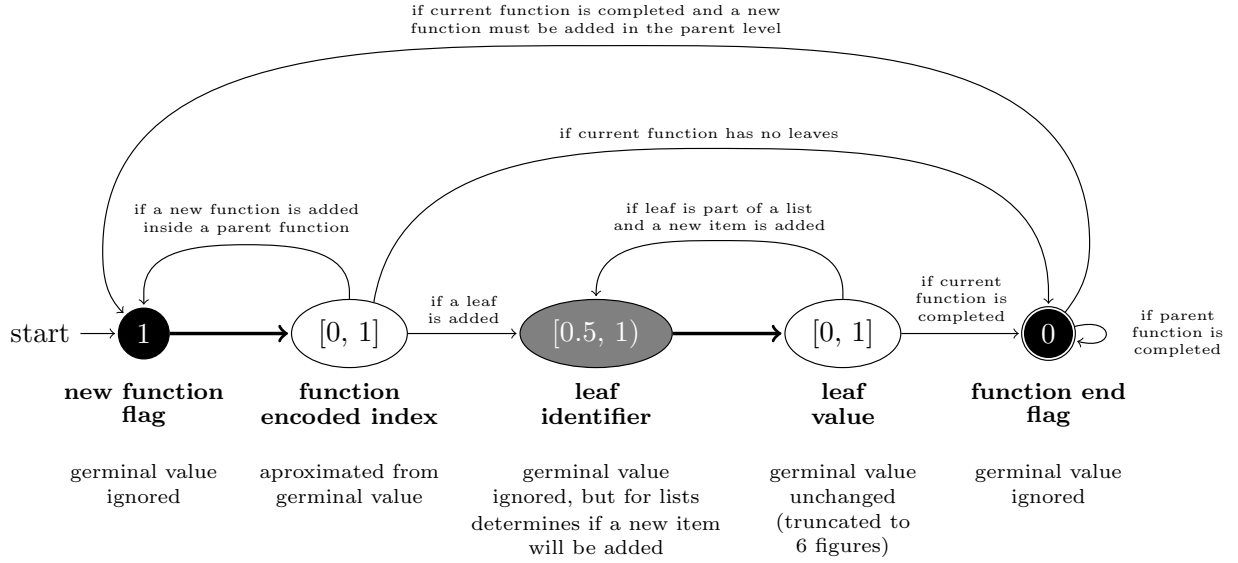 if current function is completed and a new
function must be added in the parent level
if current function has no leaves
if a new function is added
inside a parent function
if leaf is part of a list
and a new item is added
if a leaf
is added
if current
function is
completed
if parent
function is
completed
start
1
[0, 1]
[0.5, 1)
[0, 1]
0
new function
flag
function
encoded index
leaf
identifier
leaf
value
function end
flag
germinal value
ignored
aproximated from
germinal value
germinal value
ignored, but for lists
determines if a new item
will be added
germinal value
unchanged
(truncated to
6 figures)
germinal value
ignored